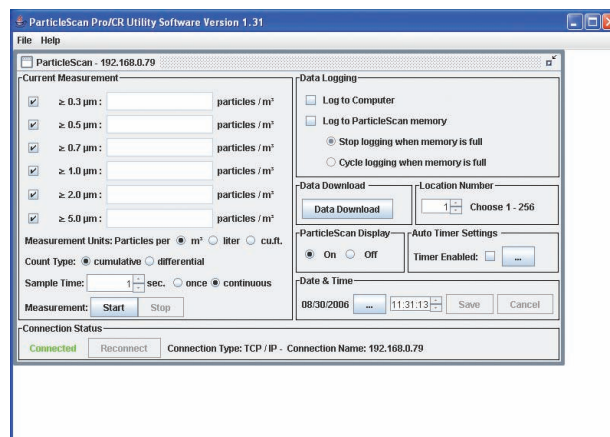 ParticleScan Pro/CR Utility Software Version 1.31
File Help
ParticleScan - 192.168.0.79
Current Measurement
≥ 0.3 µm : particles / m³
≥ 0.5 µm : particles / m³
≥ 0.7 µm : particles / m³
≥ 1.0 µm : particles / m³
≥ 2.0 µm : particles / m³
≥ 5.0 µm : particles / m³
Measurement Units: Particles per m³ liter cu.ft.
Count Type: cumulative differential
Sample Time: 1 sec. once continuous
Measurement: Start Stop
Data Logging
Log to Computer
Log to ParticleScan memory
Stop logging when memory is full
Cycle logging when memory is full
Data Download
Data Download
Location Number
1 Choose 1 - 256
ParticleScan Display
On Off
Auto Timer Settings
Timer Enabled: ...
Date & Time
08/30/2006 ... 11:31:13 Save Cancel
Connection Status
Connected Reconnect Connection Type: TCP / IP - Connection Name: 192.168.0.79